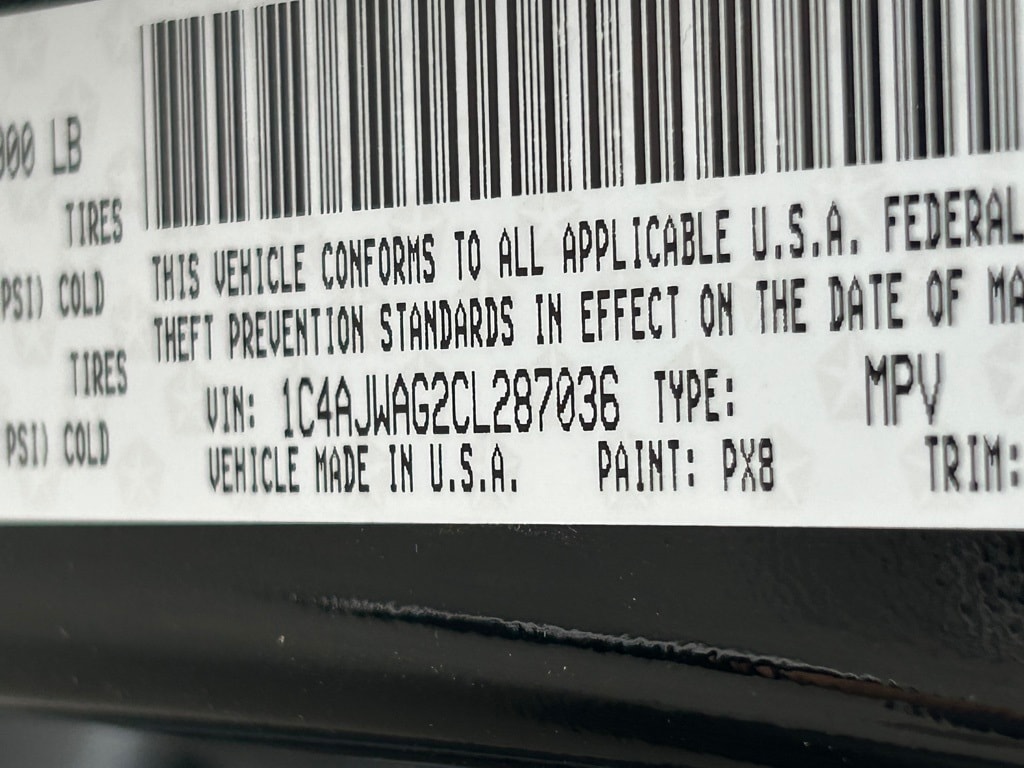 00 LB
TIRES
PSI) COLD
TIRES
PSI) COLD
THIS VEHICLE CONFORMS TO ALL APPLICABLE U.S.A. FEDERAL
THEFT PREVENTION STANDARDS IN EFFECT ON THE DATE OF MA
VIN: 1C4AJWAG2CL287036 TYPE: MPV
VEHICLE MADE IN U.S.A. PAINT: PX8 TRIM: